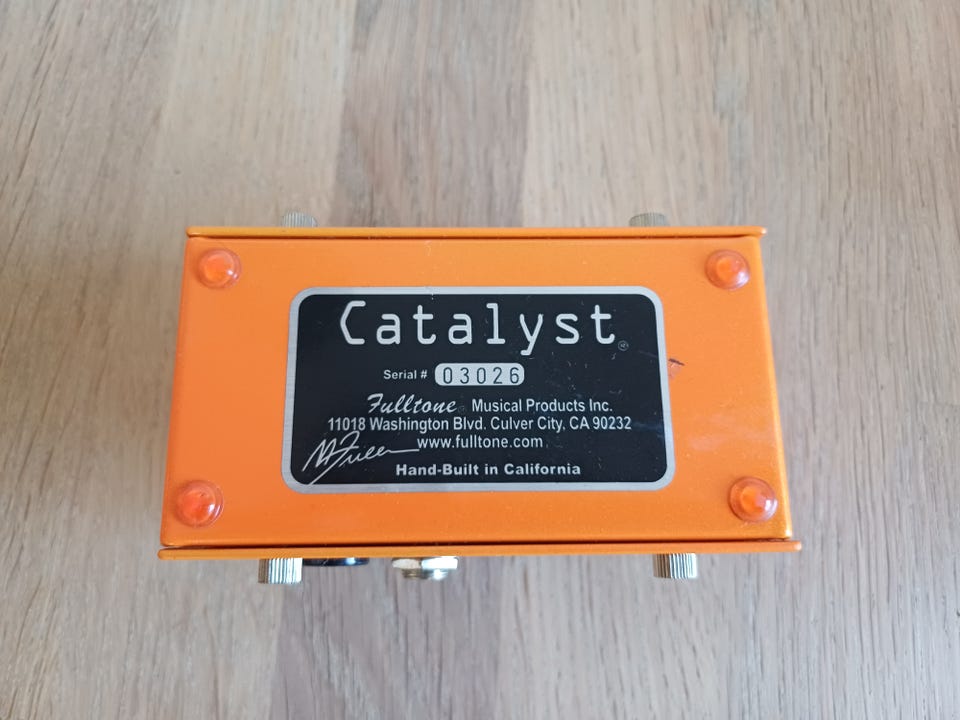 Catalyst®
Serial # 03026
Fulltone® Musical Products Inc.
11018 Washington Blvd. Culver City, CA 90232
www.fulltone.com
M Fuller
Hand-Built in California